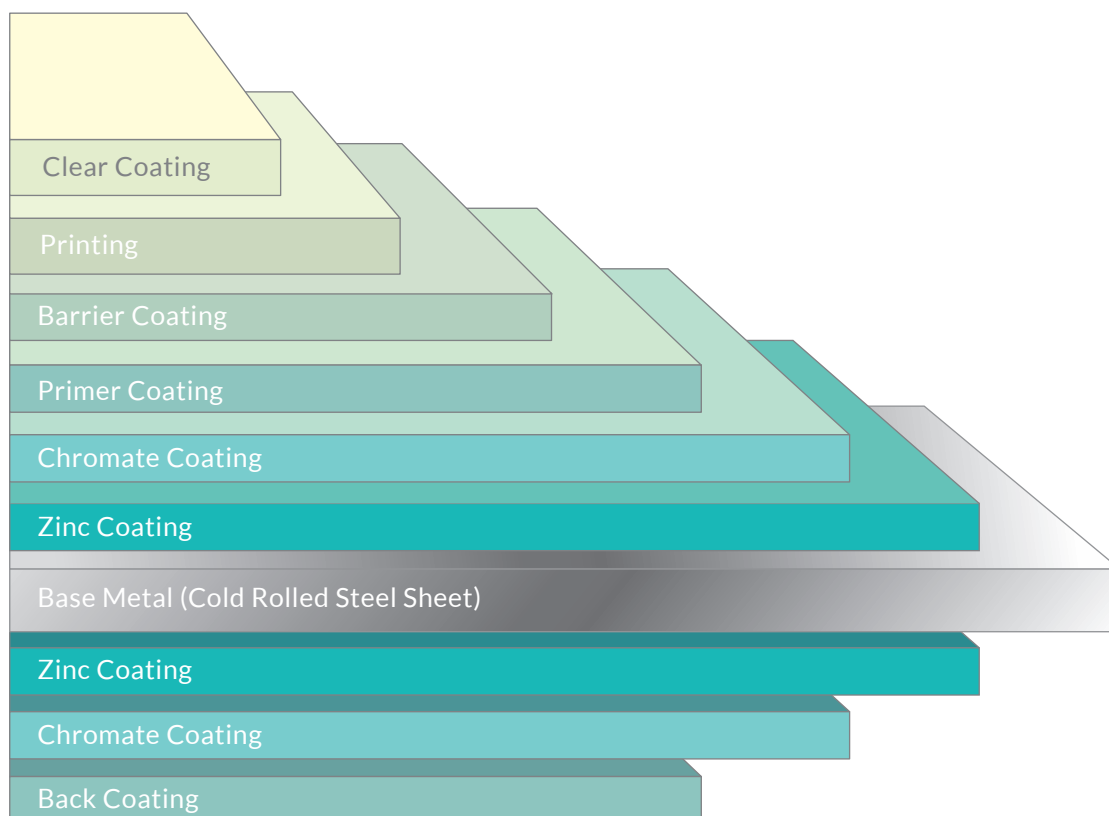 Clear Coating
Printing
Barrier Coating
Primer Coating
Chromate Coating
Zinc Coating
Base Metal (Cold Rolled Steel Sheet)
Zinc Coating
Chromate Coating
Back Coating